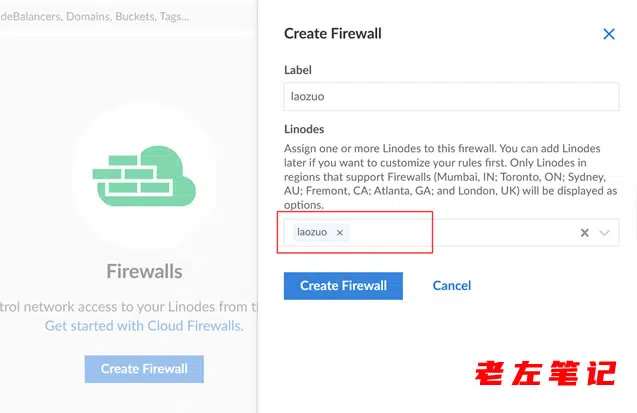 deBalancers, Domains, Buckets, Tags...
Firewalls
trol network access to your Linodes from th
Get started with Cloud Firewalls.
Create Firewall
Create Firewall
Label
laozuo
Linodes
Assign one or more Linodes to this firewall. You can add Linodes
later if you want to customize your rules first. Only Linodes in
regions that support Firewalls (Mumbai, IN; Toronto, ON; Sydney,
AU; Fremont, CA; Atlanta, GA; and London, UK) will be displayed as
options.
laozuo
Create Firewall
Cancel
老左笔记